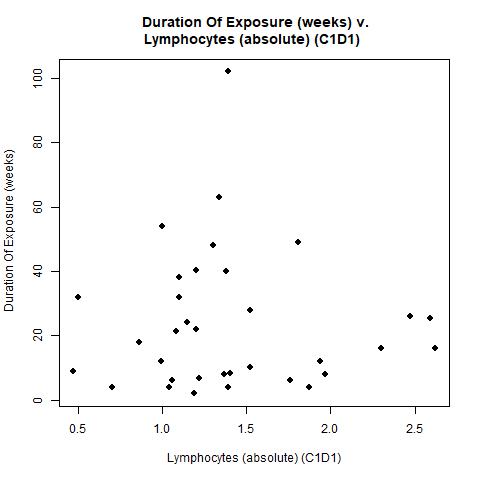 Duration Of Exposure (weeks) v.
Lymphocytes (absolute) (C1D1)
Duration Of Exposure (weeks)
100
80
60
40
20
0
0.5 1.0 1.5 2.0 2.5
Lymphocytes (absolute) (C1D1)